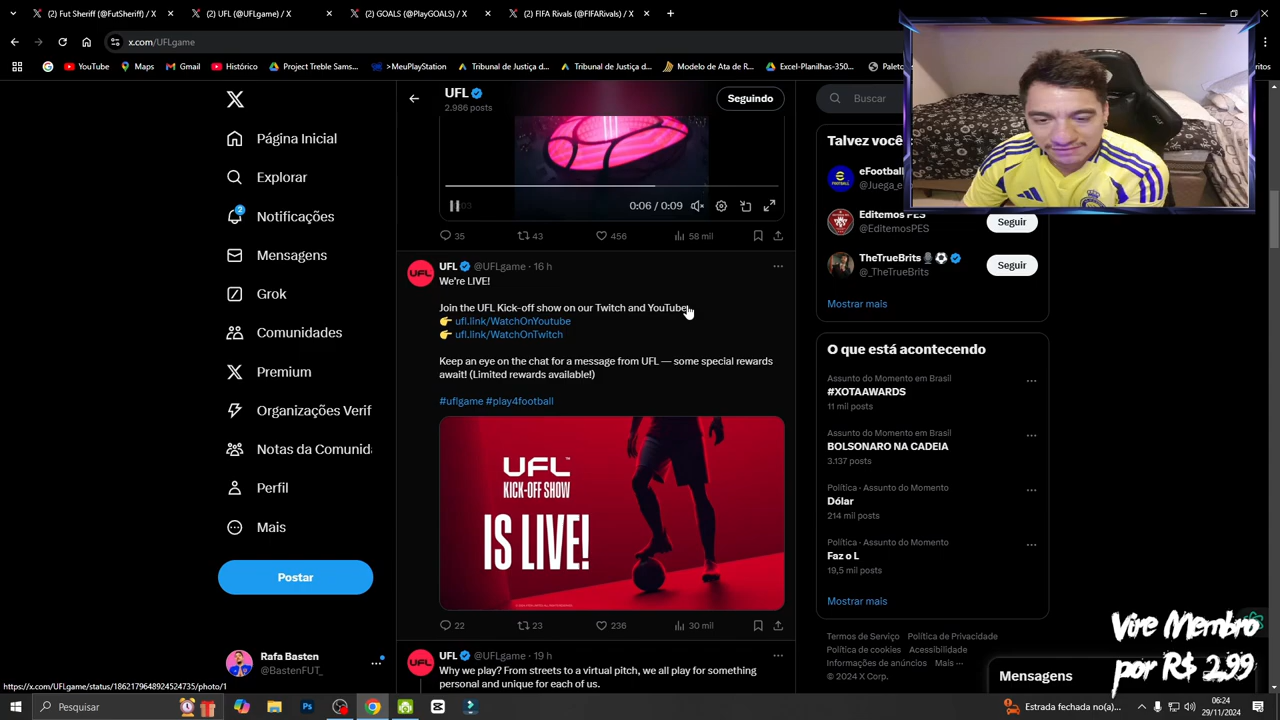 (2) Fut Sheriff (@FutSheriff) / X
(2) UFL (@UFLgame) / X
(2) GOALS (@PlayGOALS) / X
(2) FIFA Rivals (@FIFARivals) / X
x.com/UFLgame
YouTube
Maps
Gmail
Histórico
Project Treble Sams...
>MeuPlayStation
Tribunal de Justiça d...
Tribunal de Justiça d...
Modelo de Ata de R...
Excel-Planilhas-350...
Página Inicial
Explorar
2
Notificações
Mensagens
Grok
Comunidades
Premium
Organizações Verif
Notas da Comunid
Perfil
Mais
Postar
Rafa Basten
@BastenFUT_
UFL
2.986 posts
Seguindo
0:06 / 0:09
35
43
456
58 mil
UFL @UFLgame · 16 h
We're LIVE!
Join the UFL Kick-off show on our Twitch and YouTube
👉 ufl.link/WatchOnYoutube
👉 ufl.link/WatchOnTwitch
Keep an eye on the chat for a message from UFL — some special rewards
await! (Limited rewards available!)
#uflgame #play4football
UFL
KICK-OFF SHOW
IS LIVE!
22
23
236
30 mil
UFL @UFLgame · 19 h
Why we play? From streets to a virtual pitch, we all play for something
personal and unique for each of us.
Buscar
Talvez você
eFootball
@Juega_e
Editemos PES
@EditemosPES
Seguir
TheTrueBrits
@_TheTrueBrits
Seguir
Mostrar mais
O que está acontecendo
Assunto do Momento em Brasil
#XOTAAWARDS
11 mil posts
Assunto do Momento em Brasil
BOLSONARO NA CADEIA
3.137 posts
Política · Assunto do Momento
Dólar
214 mil posts
Política · Assunto do Momento
Faz o L
19,5 mil posts
Mostrar mais
Termos de Serviço Política de Privacidade
Política de cookies Acessibilidade
Informações de anúncios Mais ···
© 2024 X Corp.
Mensagens
Vire Membro
por R$ 2,99
https://x.com/UFLgame/status/1862179648924524735/photo/1
Pesquisar
Estrada fechada no(a)...
06:24
29/11/2024